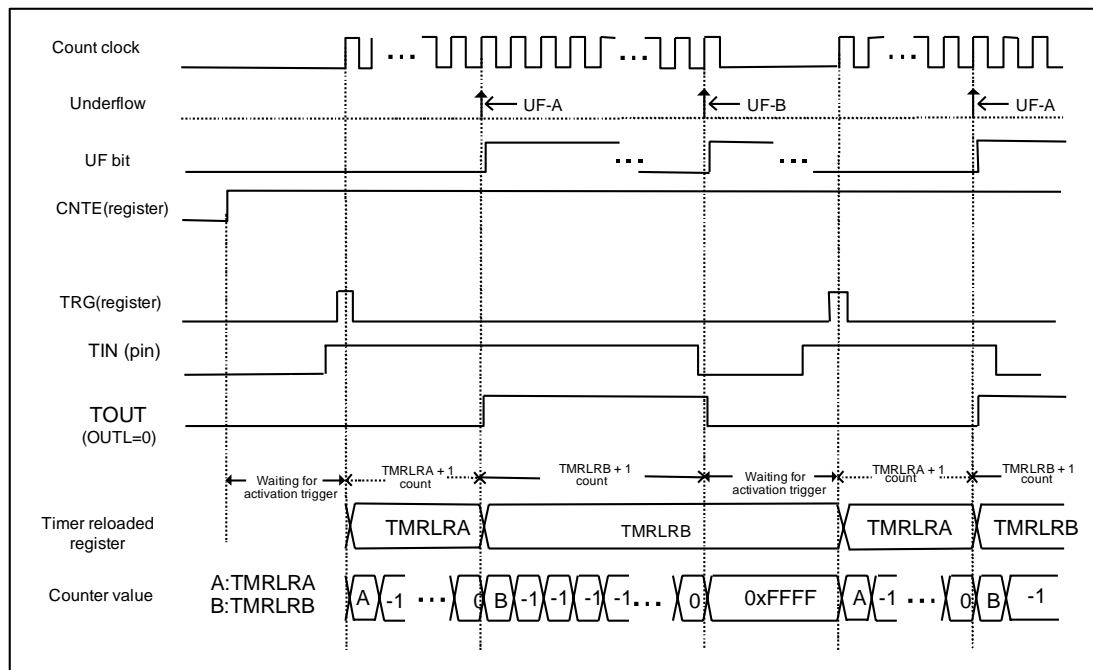 Count clock
Underflow
UF-A
UF-B
UF-A
UF bit
CNTE(register)
TRG(register)
TIN (pin)
TOUT
(OUTL=0)
Waiting for
activation trigger
TMRLRA + 1
count
TMRLRB + 1
count
Waiting for
activation trigger
TMRLRA + 1
count
TMRLRB + 1
count
Timer reloaded
register
TMRLRA
TMRLRB
TMRLRA
TMRLRB
Counter value
A:TMRLRA
B:TMRLRB
A -1 ... 0 B -1 -1 -1 -1 ... 0 0xFFFF A -1 ... 0 B -1